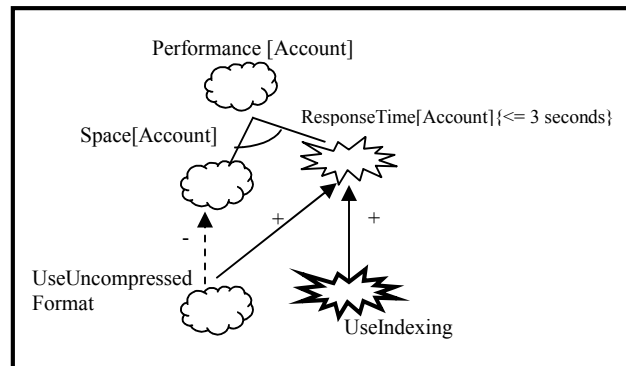 Performance [Account]
ResponseTime[Account]{<= 3 seconds}
Space[Account]
+
+
-
UseUncompressed
Format
UseIndexing